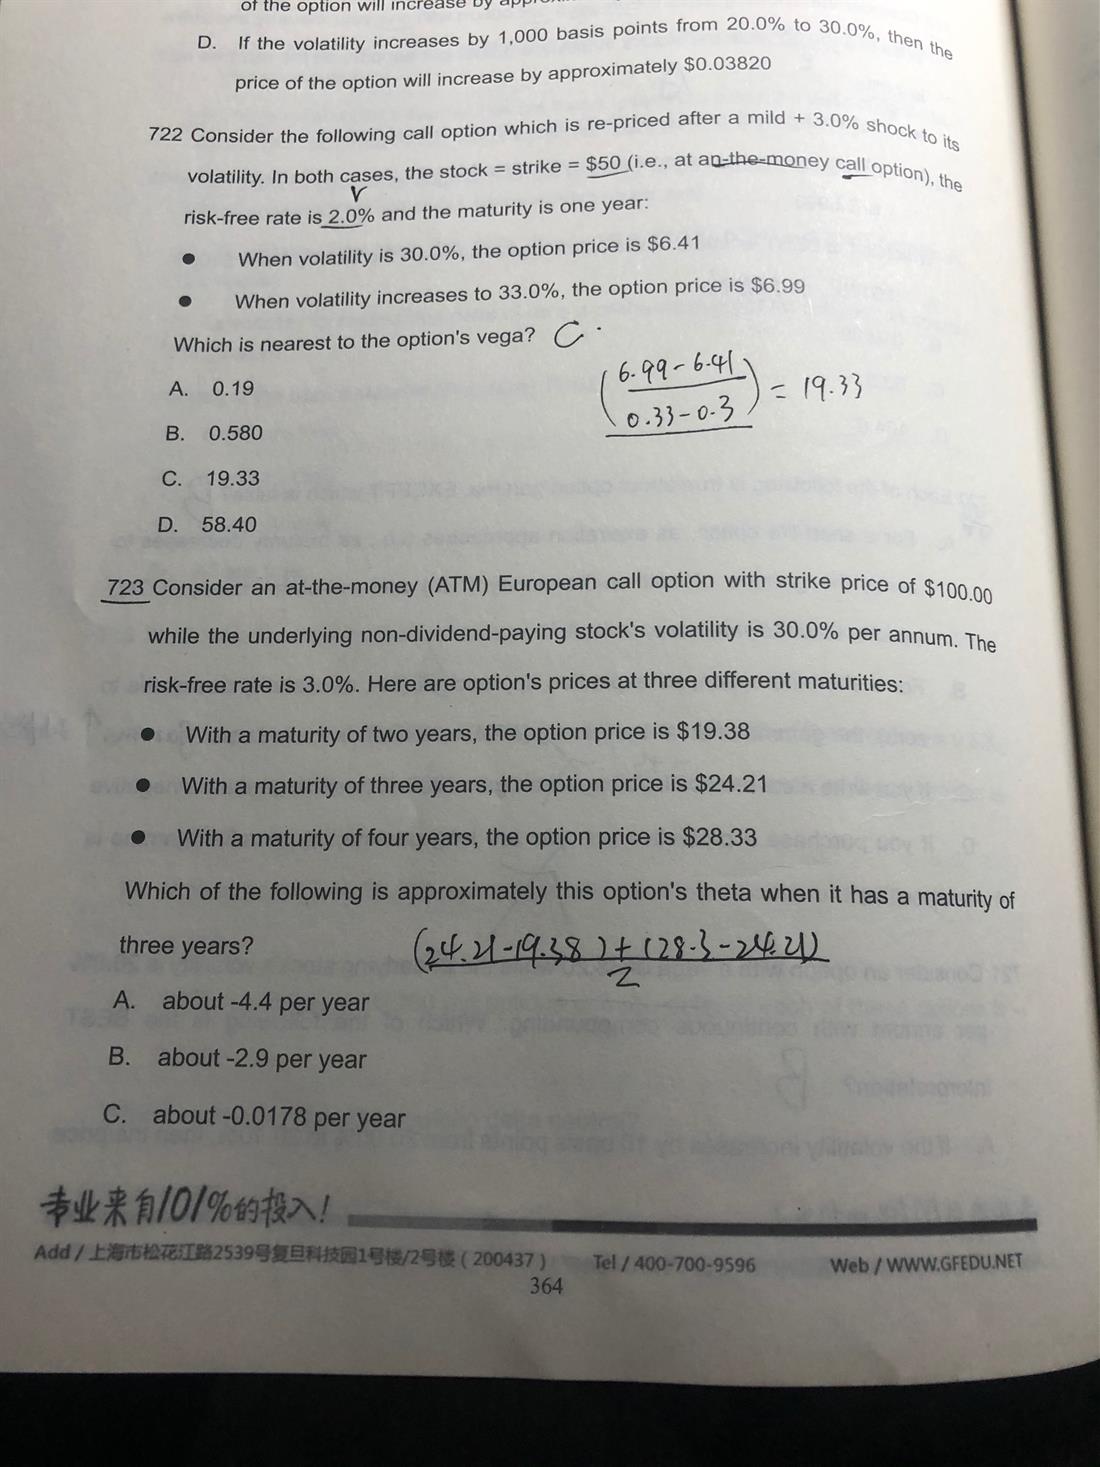 of the option will increase by
D. If the volatility increases by 1,000 basis points from 20.0% to 30.0%, then the
price of the option will increase by approximately $0.03820
722 Consider the following call option which is re-priced after a mild + 3.0% shock to its
volatility. In both cases, the stock = strike = $50 (i.e., at an-the-money call option), the
r
risk-free rate is 2.0% and the maturity is one year:
● When volatility is 30.0%, the option price is $6.41
● When volatility increases to 33.0%, the option price is $6.99
Which is nearest to the option's vega? C.
(6.99-6.41
0.33-0.3) = 19.33
A. 0.19
B. 0.580
C. 19.33
D. 58.40
723 Consider an at-the-money (ATM) European call option with strike price of $100.00
while the underlying non-dividend-paying stock's volatility is 30.0% per annum. The
risk-free rate is 3.0%. Here are option's prices at three different maturities:
● With a maturity of two years, the option price is $19.38
● With a maturity of three years, the option price is $24.21
● With a maturity of four years, the option price is $28.33
Which of the following is approximately this option's theta when it has a maturity of
three years? (24.21-19.38)+(28.3-24.21)
2
A. about -4.4 per year
B. about -2.9 per year
C. about -0.0178 per year
专业来自101%的投入!
Add / 上海市松花江路2539号复旦科技园1号楼/2号楼 ( 200437 ) Tel / 400-700-9596 Web / WWW.GFEDU.NET
364